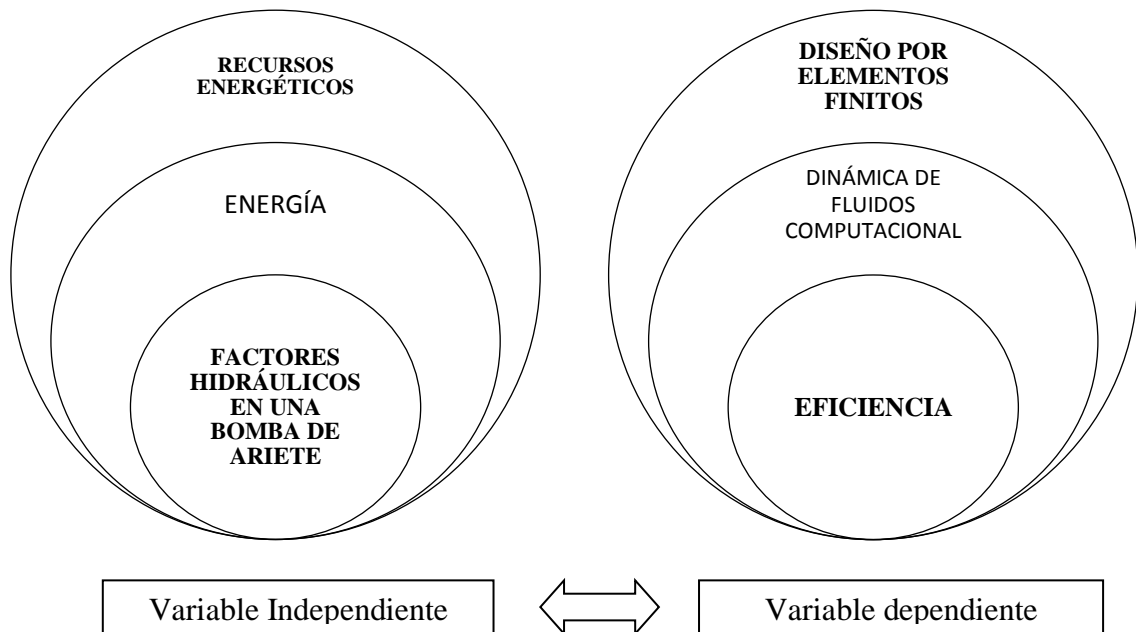 RECURSOS
ENERGÉTICOS
ENERGÍA
FACTORES
HIDRÁULICOS
EN UNA
BOMBA DE
ARIETE
DISEÑO POR
ELEMENTOS
FINITOS
DINÁMICA DE
FLUIDOS
COMPUTACIONAL
EFICIENCIA
Variable Independiente
Variable dependiente